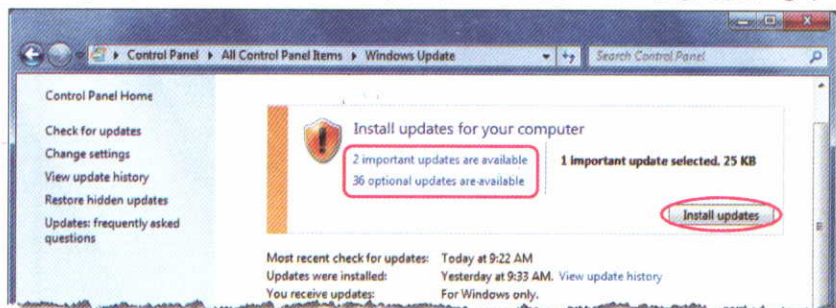 Control Panel ▸ All Control Panel Items ▸ Windows Update
Search Control Panel
Control Panel Home
Check for updates
Change settings
View update history
Restore hidden updates
Updates: frequently asked
questions
Install updates for your computer
2 important updates are available
36 optional updates are available
1 important update selected. 25 KB
Install updates
Most recent check for updates: Today at 9:22 AM
Updates were installed: Yesterday at 9:33 AM. View update history
You receive updates: For Windows only.